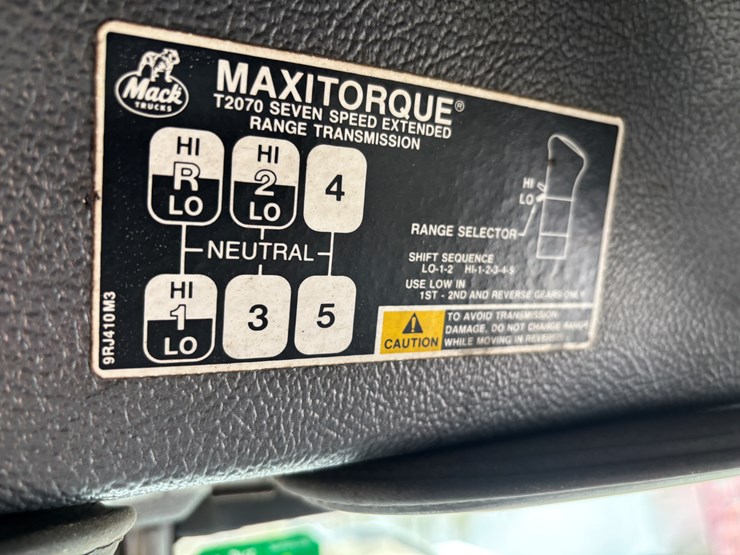 Mack
TRUCKS
MAXITORQUE®
T2070 SEVEN SPEED EXTENDED
RANGE TRANSMISSION
HI
R
LO
HI
2
LO
4
NEUTRAL
HI
1
LO
3
5
HI
LO
RANGE SELECTOR
SHIFT SEQUENCE
LO-1-2 HI-1-2-3-4-5
USE LOW IN
1ST - 2ND AND REVERSE GEARS ONLY
CAUTION
TO AVOID TRANSMISSION
DAMAGE, DO NOT CHANGE RANGE
WHILE MOVING IN REVERSE
9RJ410M3